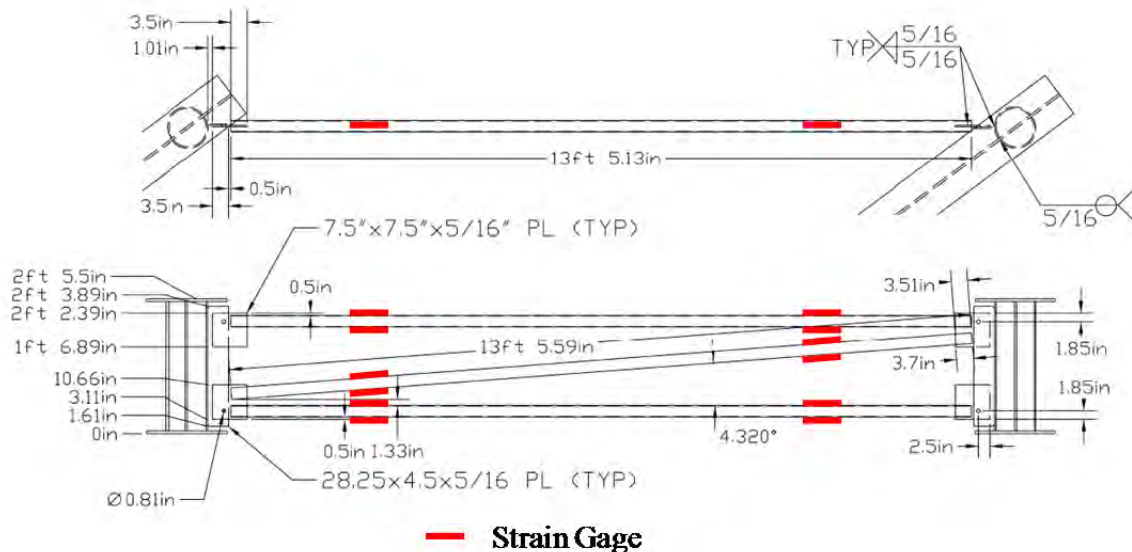 3.5in
1.01in
TYP
5/16
5/16
13ft 5.13in
0.5in
3.5in
5/16
7.5"x7.5"x5/16" PL (TYP)
2ft 5.5in
2ft 3.89in
2ft 2.39in
1ft 6.89in
10.66in
3.11in
1.61in
0in
0.5in
3.51in
13ft 5.59in
3.7in
1.85in
1.85in
4.320°
0.5in
1.33in
2.5in
28.25x4.5x5/16 PL (TYP)
Ø0.81in
Strain Gage